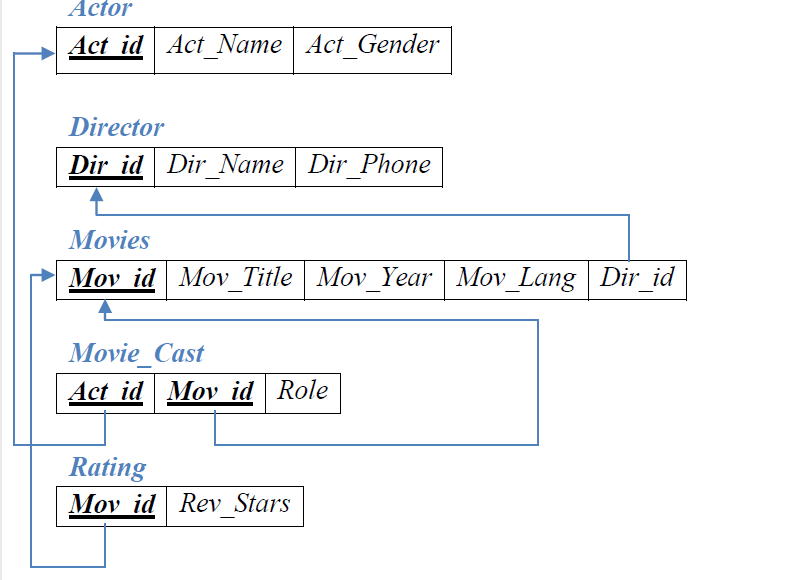 Actor
Act_id Act_Name Act_Gender
Director
Dir_id Dir_Name Dir_Phone
Movies
Mov_id Mov_Title Mov_Year Mov_Lang Dir_id
Movie_Cast
Act_id Mov_id Role
Rating
Mov_id Rev_Stars